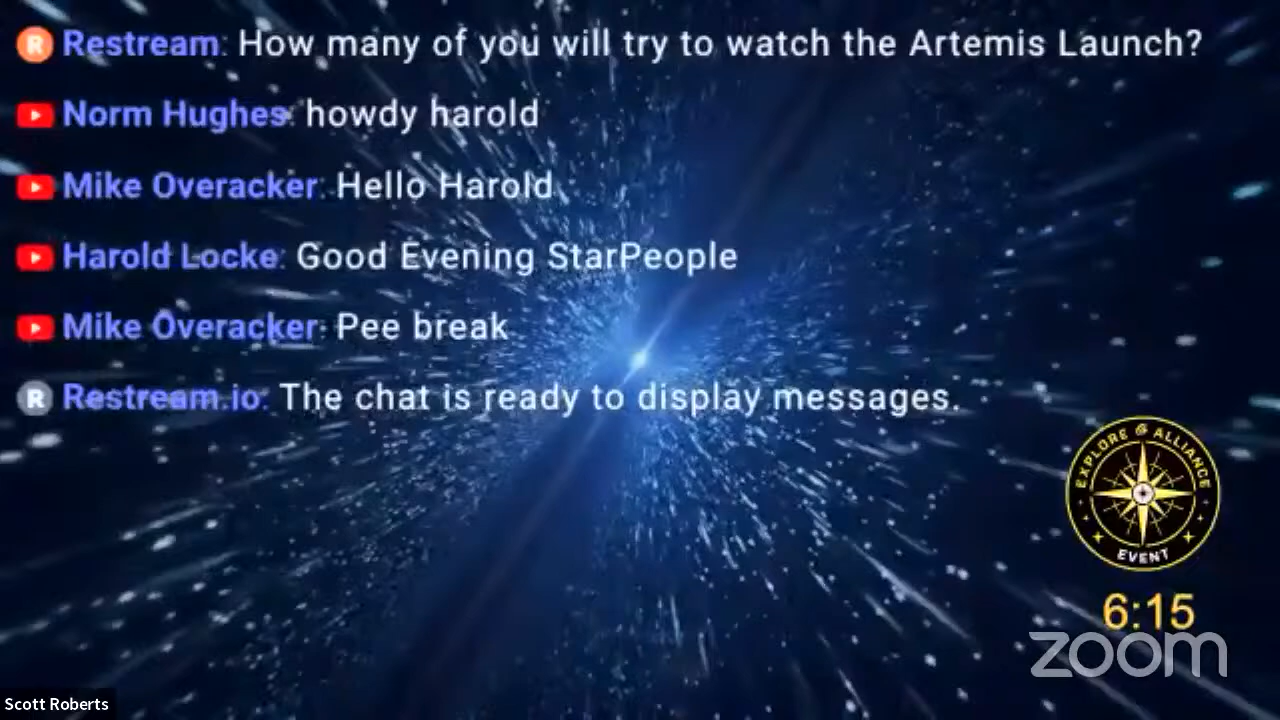 Restream: How many of you will try to watch the Artemis Launch?
Norm Hughes: howdy harold
Mike Overacker: Hello Harold
Harold Locke: Good Evening StarPeople
Mike Overacker: Pee break
Restream.io: The chat is ready to display messages.
EXPLORE ALLIANCE
EVENT
6:15
zoom
Scott Roberts